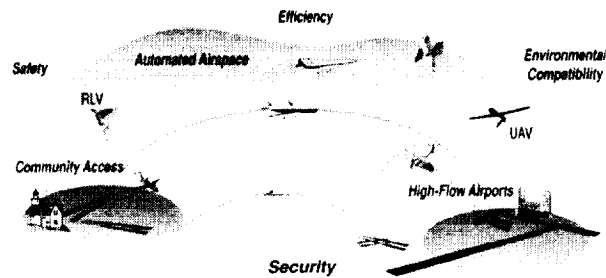 Efficiency
Safety
Automated Airspace
Environmental
Compatibility
RLV
UAV
Community Access
High-Flow Airports
Security